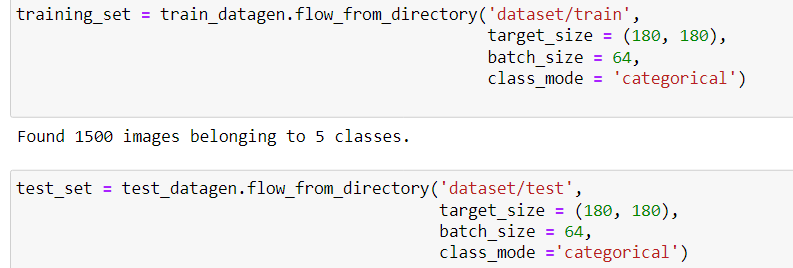 training_set = train_datagen.flow_from_directory('dataset/train',
target_size = (180, 180),
batch_size = 64,
class_mode = 'categorical')
Found 1500 images belonging to 5 classes.
test_set = test_datagen.flow_from_directory('dataset/test',
target_size = (180, 180),
batch_size = 64,
class_mode ='categorical')